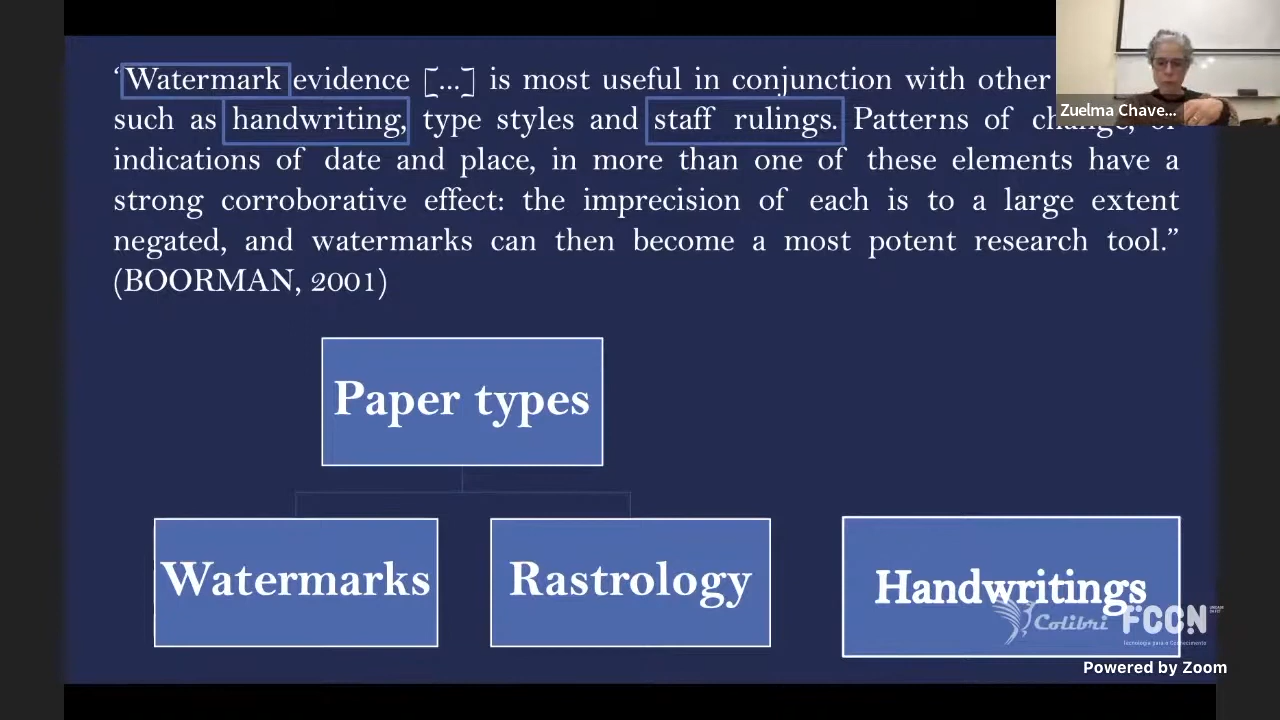 ‘Watermark evidence [...] is most useful in conjunction with other
such as handwriting, type styles and staff rulings. Patterns of change, or
indications of date and place, in more than one of these elements have a
strong corroborative effect: the imprecision of each is to a large extent
negated, and watermarks can then become a most potent research tool.”
(BOORMAN, 2001)
Zuelma Chave...
Paper types
Watermarks
Rastrology
Handwritings
Colibri
FCCN
Tecnologia para o Conhecimento
Powered by Zoom